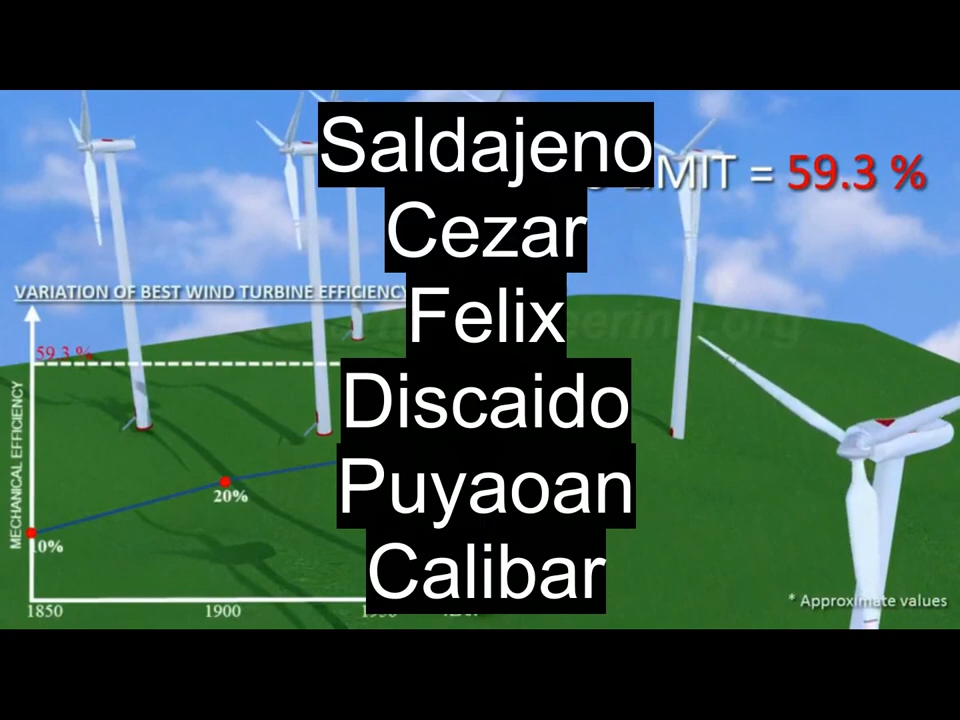 Saldajeno
LIMIT = 59.3 %
Cezar
VARIATION OF BEST WIND TURBINE EFFICIENCY
Felix
59.3 %
MECHANICAL EFFICIENCY
Discaido
Puyaoan
20%
10%
Calibar
* Approximate values
1850
1900